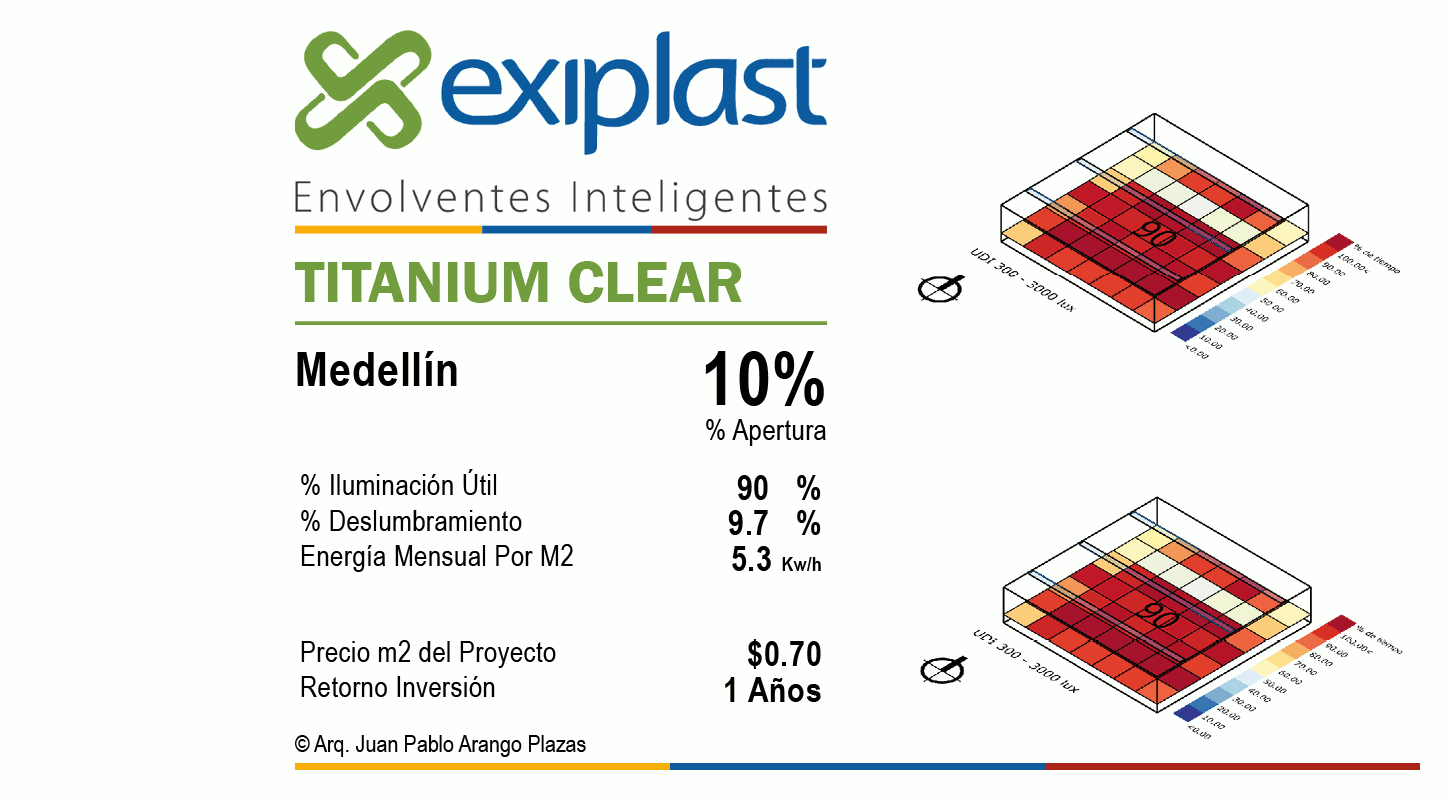 exiplast
Envolventes Inteligentes
TITANIUM CLEAR
Medellín 10%
% Apertura
% Iluminación Útil 90 %
% Deslumbramiento 9.7 %
Energía Mensual Por M2 5.3 Kw/h
Precio m2 del Proyecto $0.70
Retorno Inversión 1 Años
© Arq. Juan Pablo Arango Plazas
90
UDI 300 - 3000 lux
% de tiempo
100.00<
90.00
80.00
70.00
60.00
50.00
40.00
30.00
20.00
10.00
<0.00
90
UDI 300 - 3000 lux
% de tiempo
100.00<
90.00
80.00
70.00
60.00
50.00
40.00
30.00
20.00
10.00
<0.00